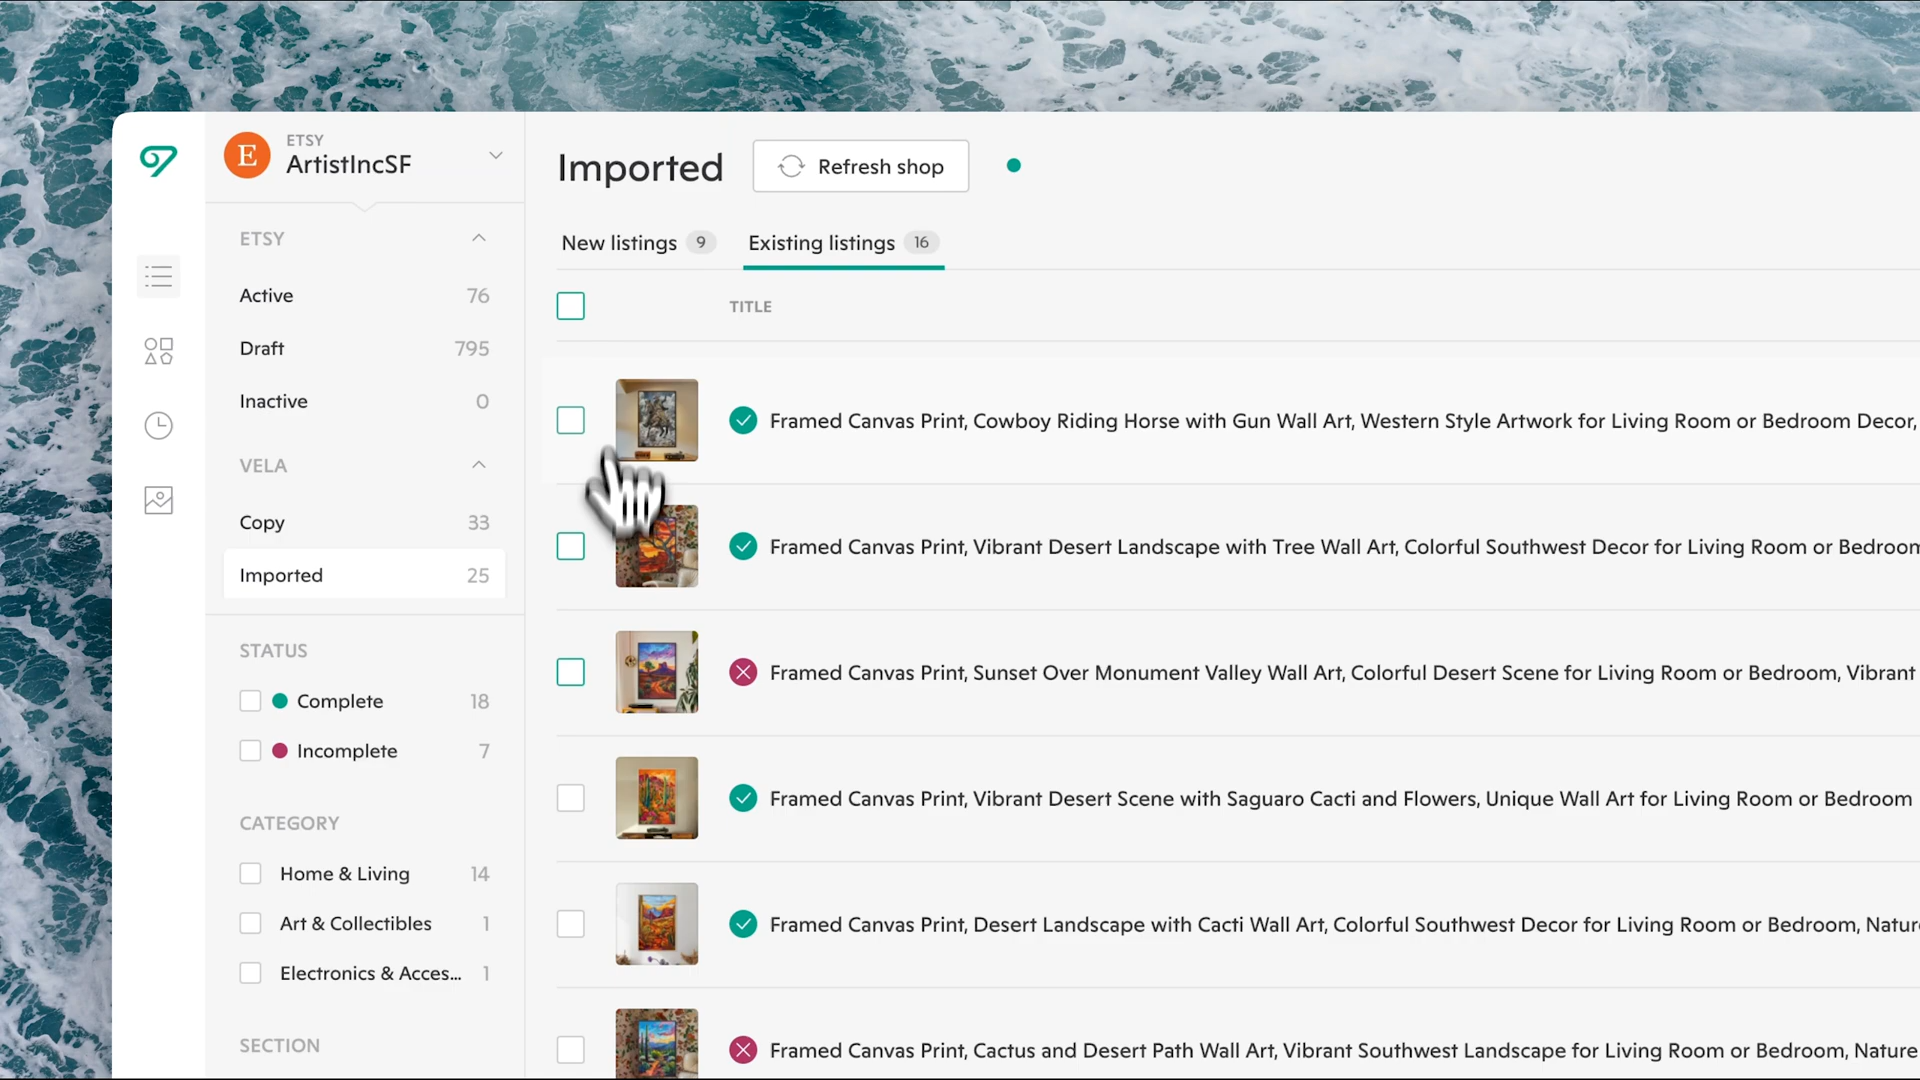 ETSY
ArtistIncSF
ETSY
Active 76
Draft 795
Inactive 0
VELA
Copy 33
Imported 25
STATUS
Complete 18
Incomplete 7
CATEGORY
Home & Living 14
Art & Collectibles 1
Electronics & Acces... 1
SECTION
Imported
Refresh shop
New listings 9
Existing listings 16
TITLE
Framed Canvas Print, Cowboy Riding Horse with Gun Wall Art, Western Style Artwork for Living Room or Bedroom Decor,
Framed Canvas Print, Vibrant Desert Landscape with Tree Wall Art, Colorful Southwest Decor for Living Room or Bedroom
Framed Canvas Print, Sunset Over Monument Valley Wall Art, Colorful Desert Scene for Living Room or Bedroom, Vibrant
Framed Canvas Print, Vibrant Desert Scene with Saguaro Cacti and Flowers, Unique Wall Art for Living Room or Bedroom
Framed Canvas Print, Desert Landscape with Cacti Wall Art, Colorful Southwest Decor for Living Room or Bedroom, Natur
Framed Canvas Print, Cactus and Desert Path Wall Art, Vibrant Southwest Landscape for Living Room or Bedroom, Nature